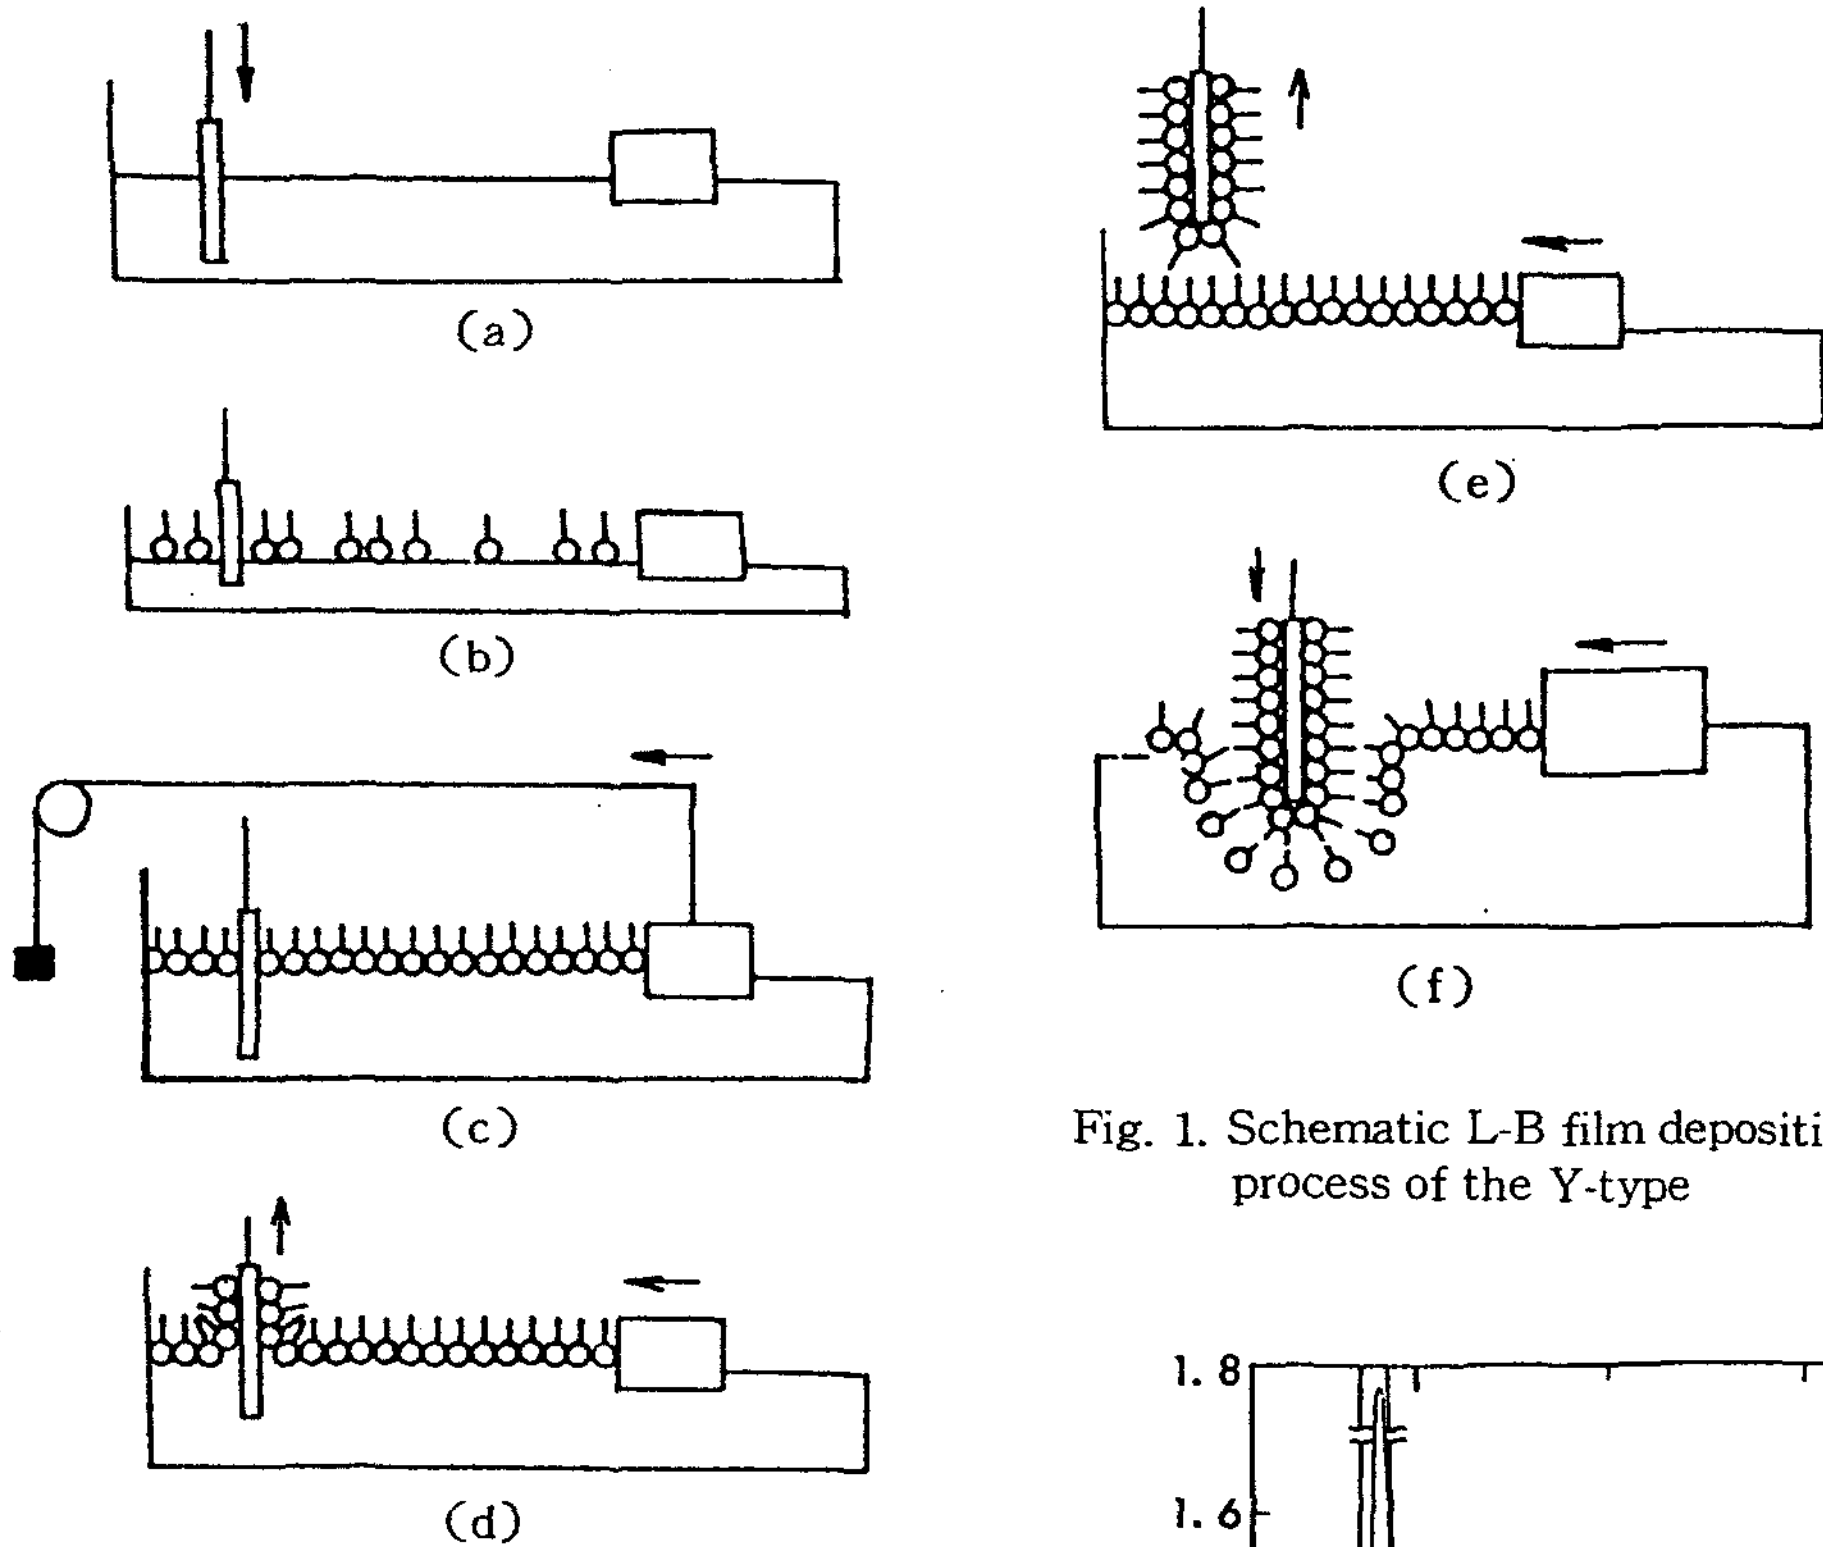 (a)
(b)
(c)
(d)
(e)
(f)
Fig. 1. Schematic L-B film depositi
process of the Y-type
1.8
1.6